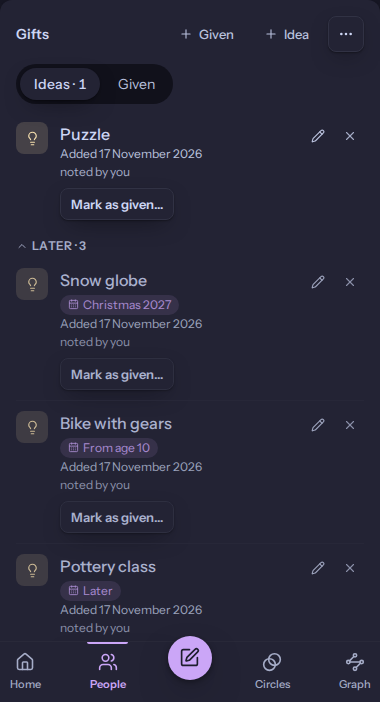 Gifts
+ Given
+ Idea
Ideas · 1
Given
Puzzle
Added 17 November 2026
noted by you
Mark as given...
LATER · 3
Snow globe
Christmas 2027
Added 17 November 2026
noted by you
Mark as given...
Bike with gears
From age 10
Added 17 November 2026
noted by you
Mark as given...
Pottery class
Later
Added 17 November 2026
noted by you
Home
People
Circles
Graph